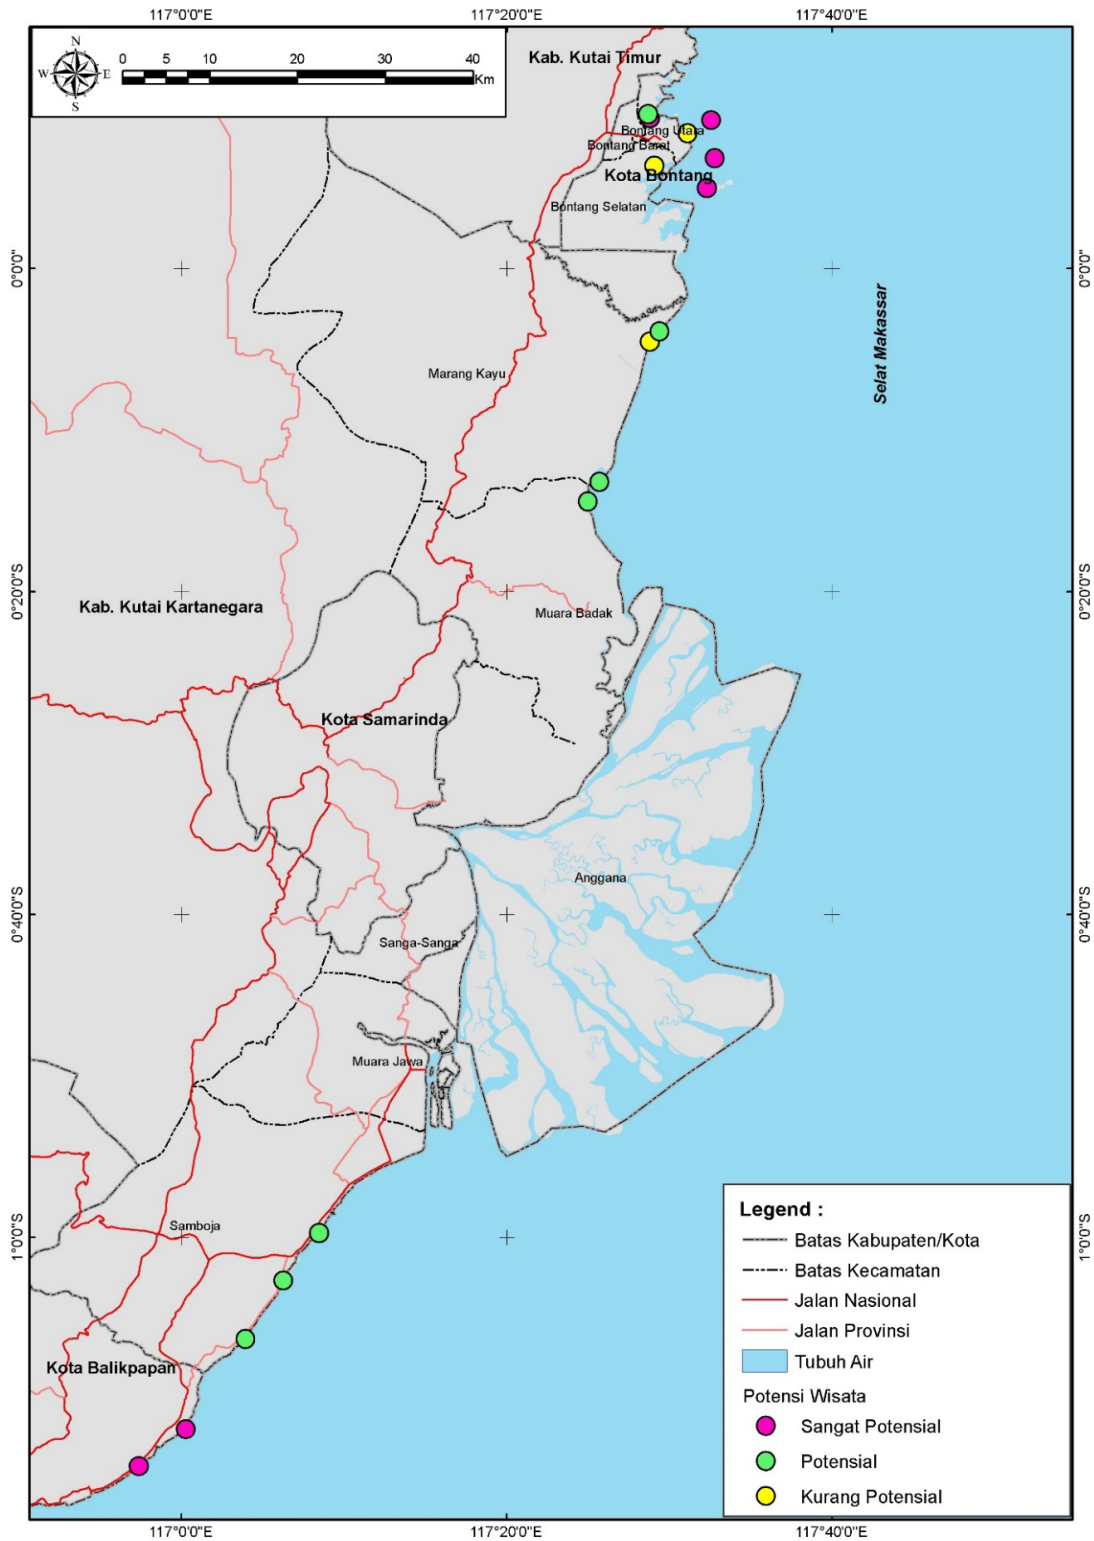 117°0'0"E 117°20'0"E 117°40'0"E
N
W E
S
0 5 10 20 30 40
Km
Kab. Kutai Timur
Bontang Utara
Bontang Barat
Kota Bontang
Bontang Selatan
0°0'0" 0°0'0"
Selat Makassar
Marang Kayu
0°20'0"S 0°20'0"S
Kab. Kutai Kartanegara
Muara Badak
Kota Samarinda
Anggana
0°40'0"S 0°40'0"S
Sanga-Sanga
Muara Jawa
Samboja
1°0'0"S 1°0'0"S
Kota Balikpapan
Legend :
Batas Kabupaten/Kota
Batas Kecamatan
Jalan Nasional
Jalan Provinsi
Tubuh Air
Potensi Wisata
Sangat Potensial
Potensial
Kurang Potensial
117°0'0"E 117°20'0"E 117°40'0"E